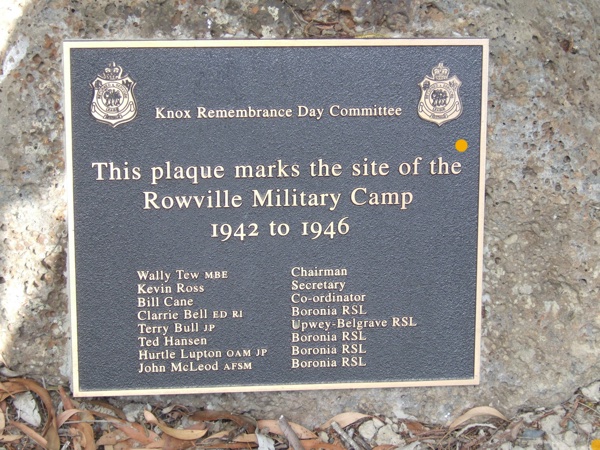 Knox Remembrance Day Committee
This plaque marks the site of the
Rowville Military Camp
1942 to 1946
Wally Tew MBE Chairman
Kevin Ross Secretary
Bill Cane Co-ordinator
Clarrie Bell ED RI Boronia RSL
Terry Bull JP Upwey-Belgrave RSL
Ted Hansen Boronia RSL
Hurtle Lupton OAM JP Boronia RSL
John McLeod AFSM Boronia RSL